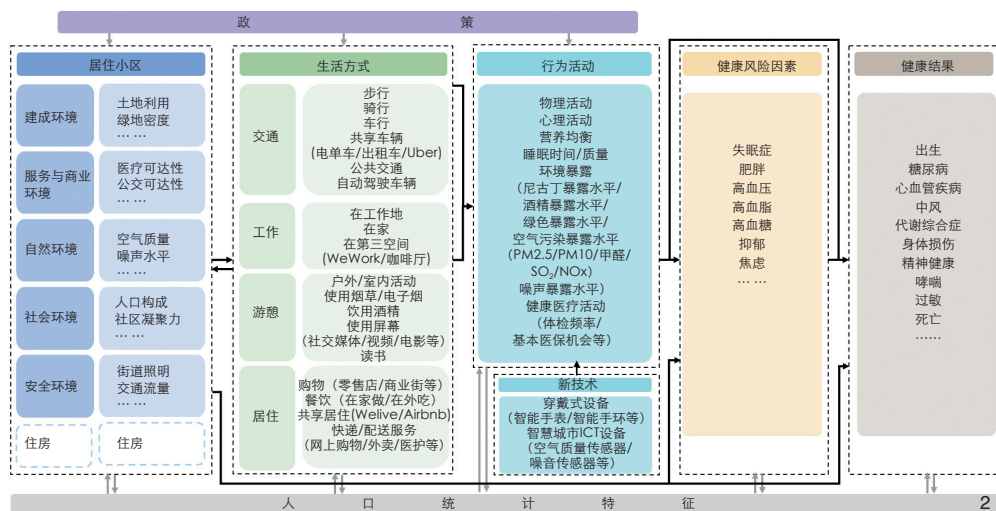 政 策
居住小区
建成环境
土地利用
绿地密度
… …
服务与商业
环境
医疗可达性
公交可达性
自然环境
空气质量
噪声水平
… …
社会环境
人口构成
社区凝聚力
… …
安全环境
街道照明
交通流量
… …
住房
住房
生活方式
交通
步行
骑行
车行
共享车辆
(电单车/出租车/Uber)
公共交通
自动驾驶车辆
工作
在工作地
在家
在第三空间
(WeWork/咖啡厅)
游憩
户外/室内活动
使用烟草/电子烟
饮用酒精
使用屏幕
(社交媒体/视频/电影等)
读书
居住
购物（零售店/商业街等)
餐饮（在家做/在外吃）
共享居住(Welive/Airbnb)
快递/配送服务
（网上购物/外卖/医护等）
行为活动
物理活动
心理活动
营养均衡
睡眠时间/质量
环境暴露
（尼古丁暴露水平/
酒精暴露水平/
绿色暴露水平/
空气污染暴露水平
(PM2.5/PM10/甲醛/
SO₂/NOx)
噪声暴露水平）
健康医疗活动
（体检频率/
基本医保机会等）
新技术
穿戴式设备
（智能手表/智能手环等）
智慧城市ICT设备
（空气质量传感器/
噪音传感器等）
健康风险因素
失眠症
肥胖
高血压
高血脂
高血糖
抑郁
焦虑
… …
健康结果
出生
糖尿病
心血管疾病
中风
代谢综合症
身体损伤
精神健康
哮喘
过敏
死亡
……
人 口 统 计 特 征
2